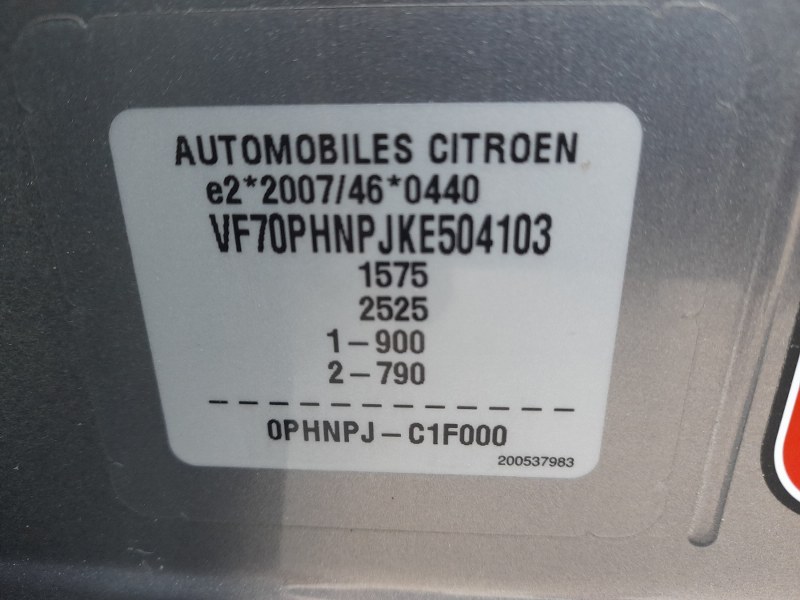 AUTOMOBILES CITROEN
e2*2007/46*0440
VF70PHNPJKE504103
1575
2525
1-900
2-790
0PHNPJ-C1F000
200537983